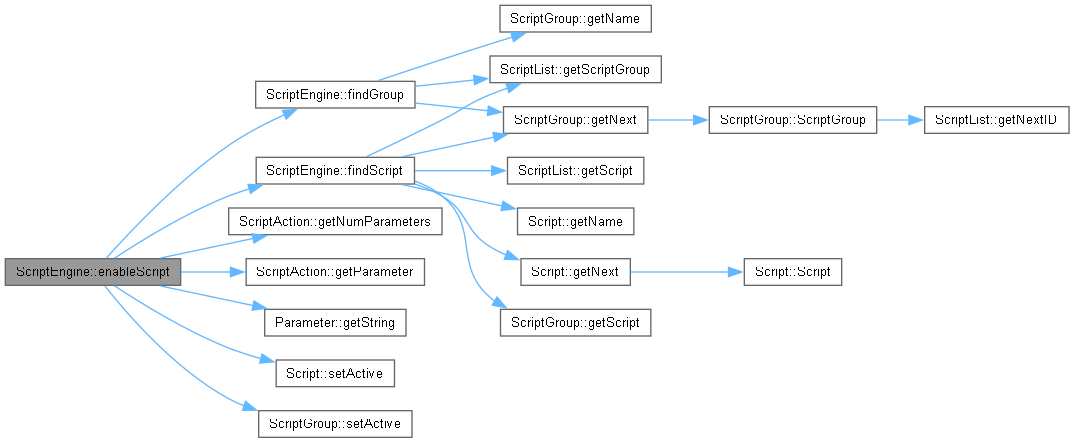 ScriptEngine::enableScript
ScriptEngine::findGroup
ScriptGroup::getName
ScriptList::getScriptGroup
ScriptGroup::getNext
ScriptGroup::ScriptGroup
ScriptList::getNextID
ScriptEngine::findScript
ScriptList::getScript
Script::getName
Script::getNext
Script::Script
ScriptGroup::getScript
ScriptAction::getNumParameters
ScriptAction::getParameter
Parameter::getString
Script::setActive
ScriptGroup::setActive